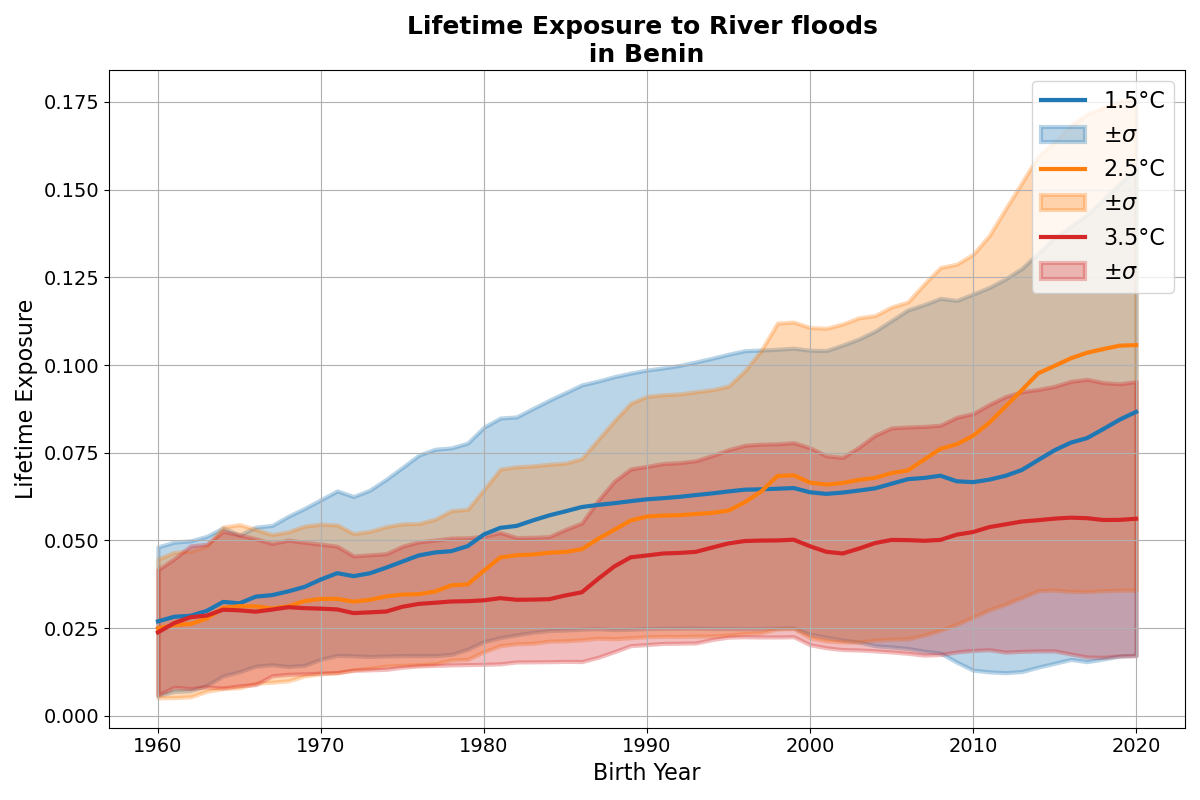 Lifetime Exposure to River floods
in Benin
Lifetime Exposure
0.175
0.150
0.125
0.100
0.075
0.050
0.025
0.000
1960
1970
1980
1990
2000
2010
2020
Birth Year
1.5°C
±σ
2.5°C
±σ
3.5°C
±σ